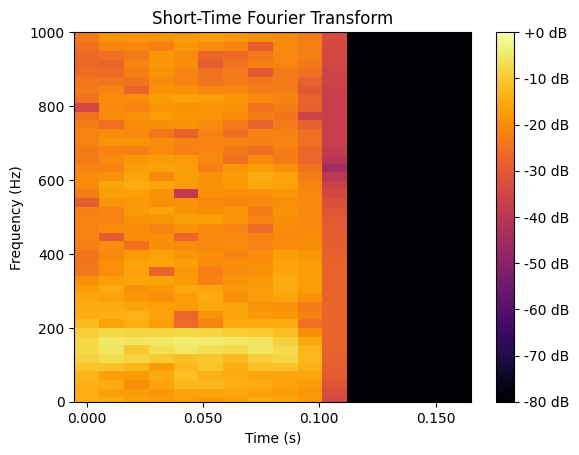 Short-Time Fourier Transform
1000
800
600
400
200
0
Frequency (Hz)
0.000
0.050
0.100
0.150
Time (s)
+0 dB
-10 dB
-20 dB
-30 dB
-40 dB
-50 dB
-60 dB
-70 dB
-80 dB